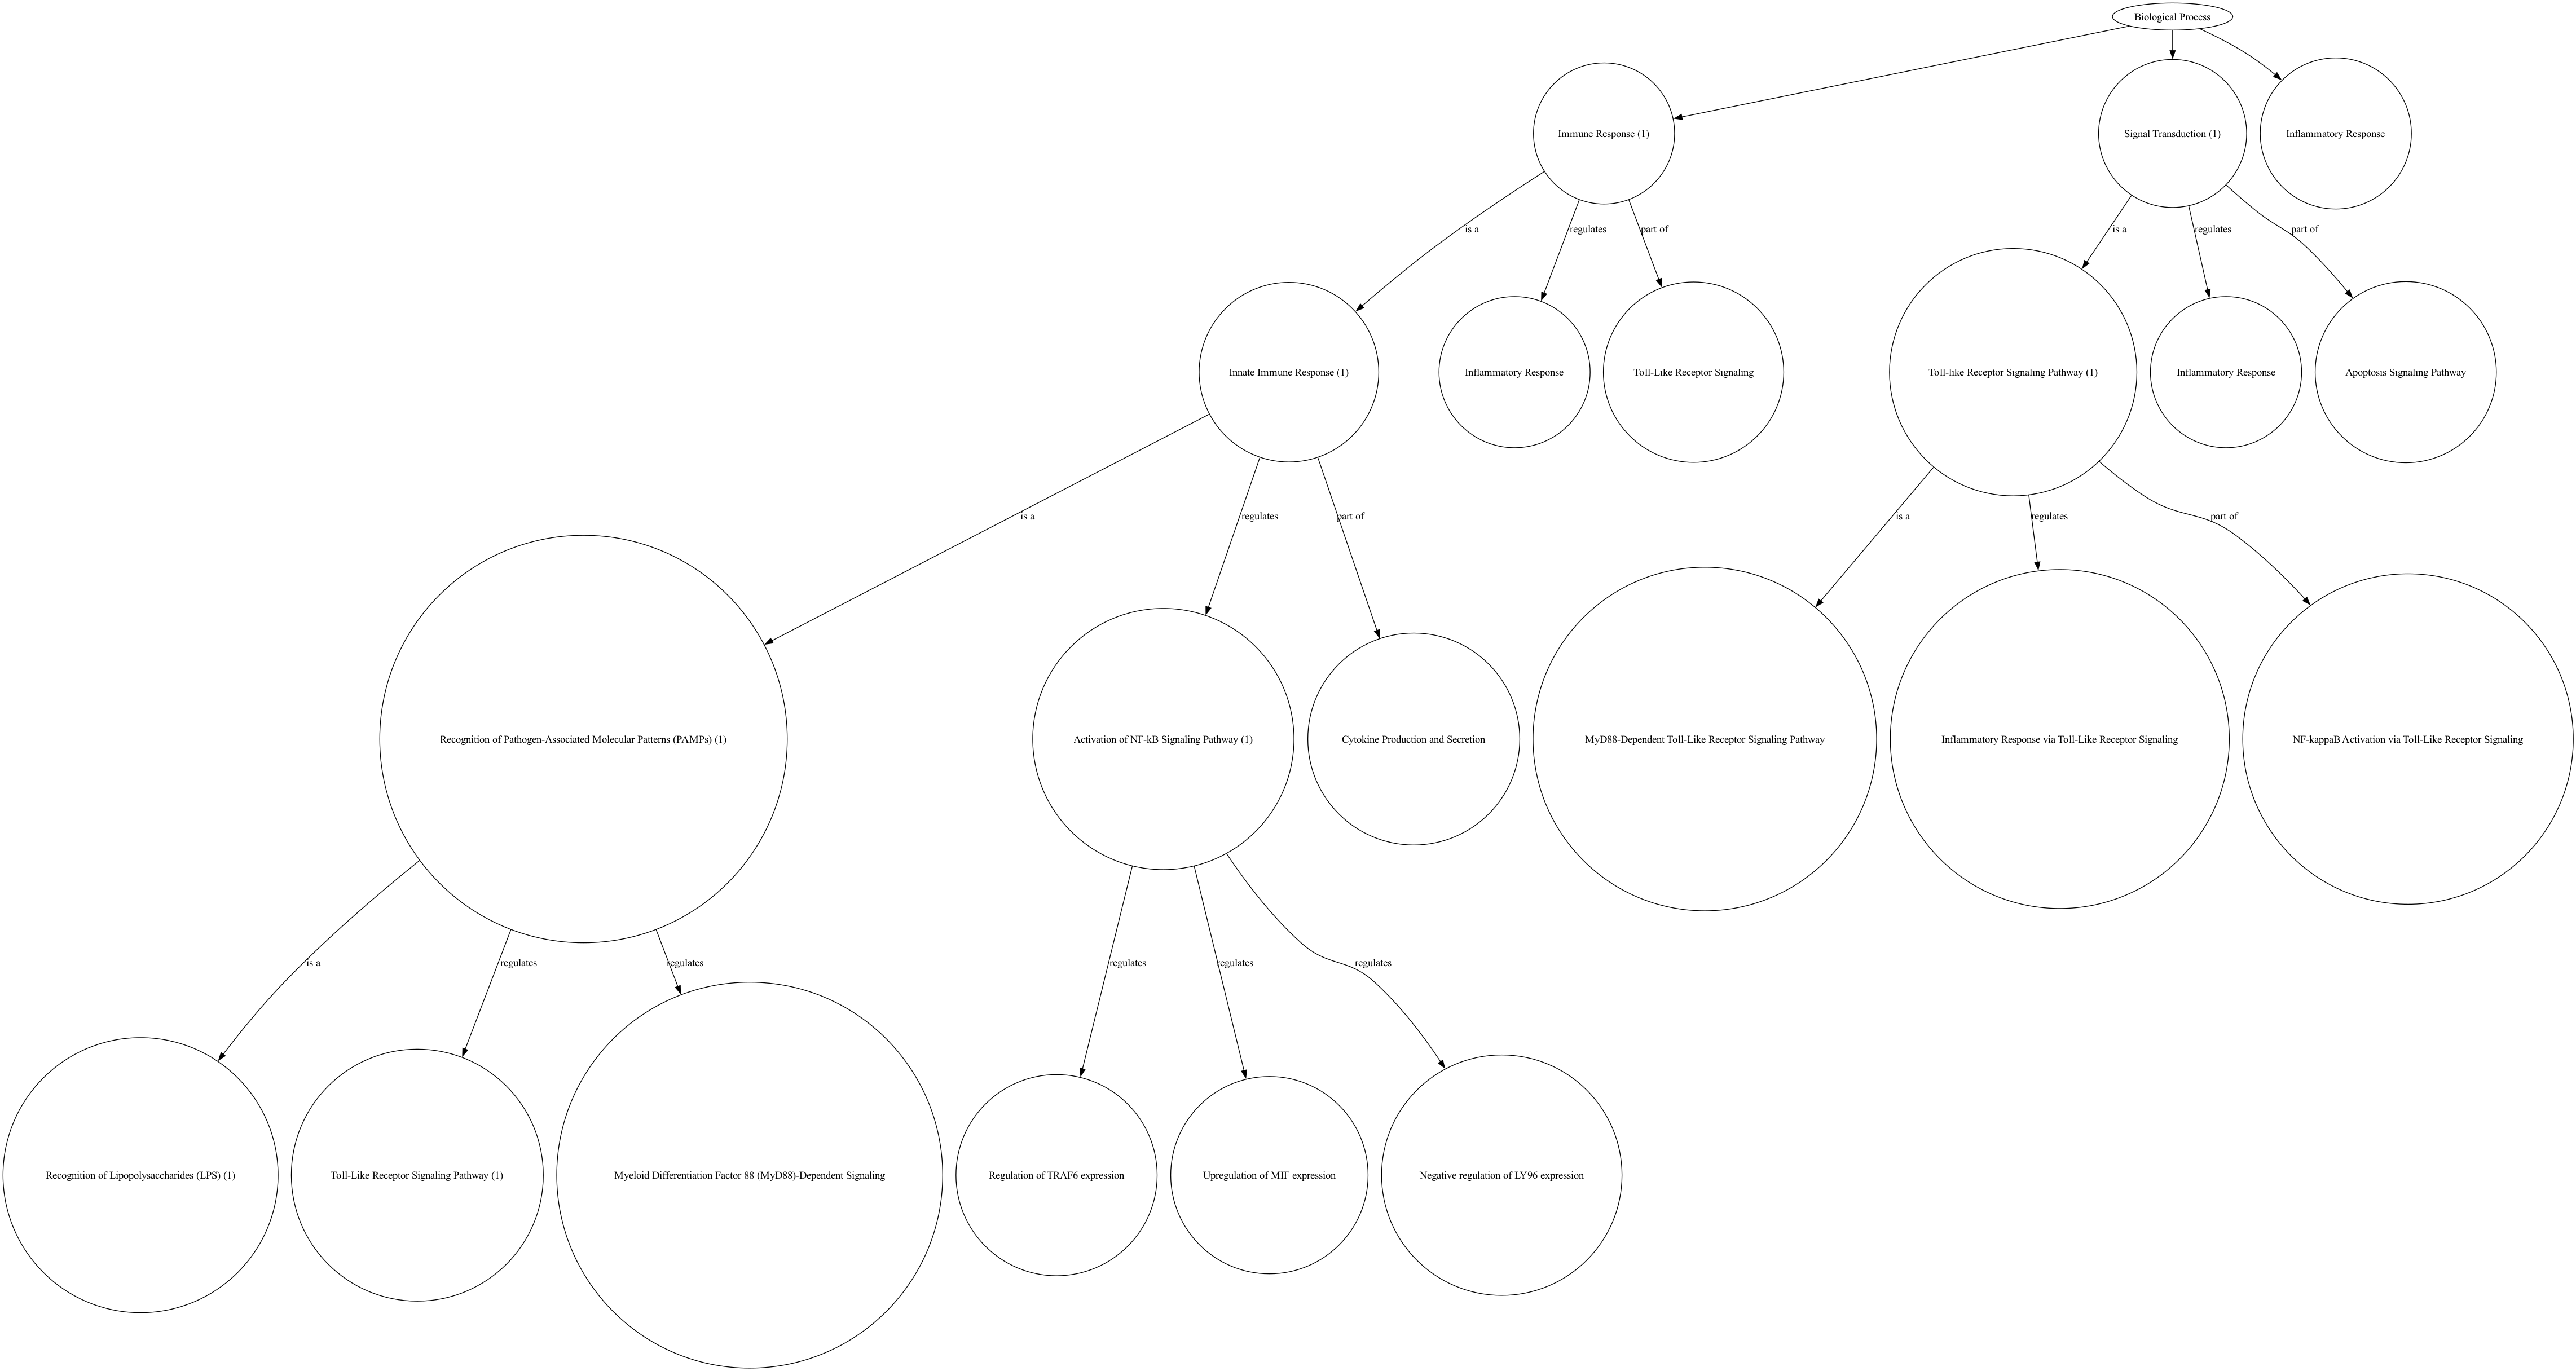 Biological Process
Immune Response (1)
Signal Transduction (1)
Inflammatory Response
is a
regulates
part of
is a
regulates
part of
Innate Immune Response (1)
Inflammatory Response
Toll-Like Receptor Signaling
Toll-like Receptor Signaling Pathway (1)
Inflammatory Response
Apoptosis Signaling Pathway
is a
regulates
part of
is a
regulates
part of
Recognition of Pathogen-Associated Molecular Patterns (PAMPs) (1)
Activation of NF-kB Signaling Pathway (1)
Cytokine Production and Secretion
MyD88-Dependent Toll-Like Receptor Signaling Pathway
Inflammatory Response via Toll-Like Receptor Signaling
NF-kappaB Activation via Toll-Like Receptor Signaling
is a
regulates
regulates
regulates
regulates
regulates
Recognition of Lipopolysaccharides (LPS) (1)
Toll-Like Receptor Signaling Pathway (1)
Myeloid Differentiation Factor 88 (MyD88)-Dependent Signaling
Regulation of TRAF6 expression
Upregulation of MIF expression
Negative regulation of LY96 expression